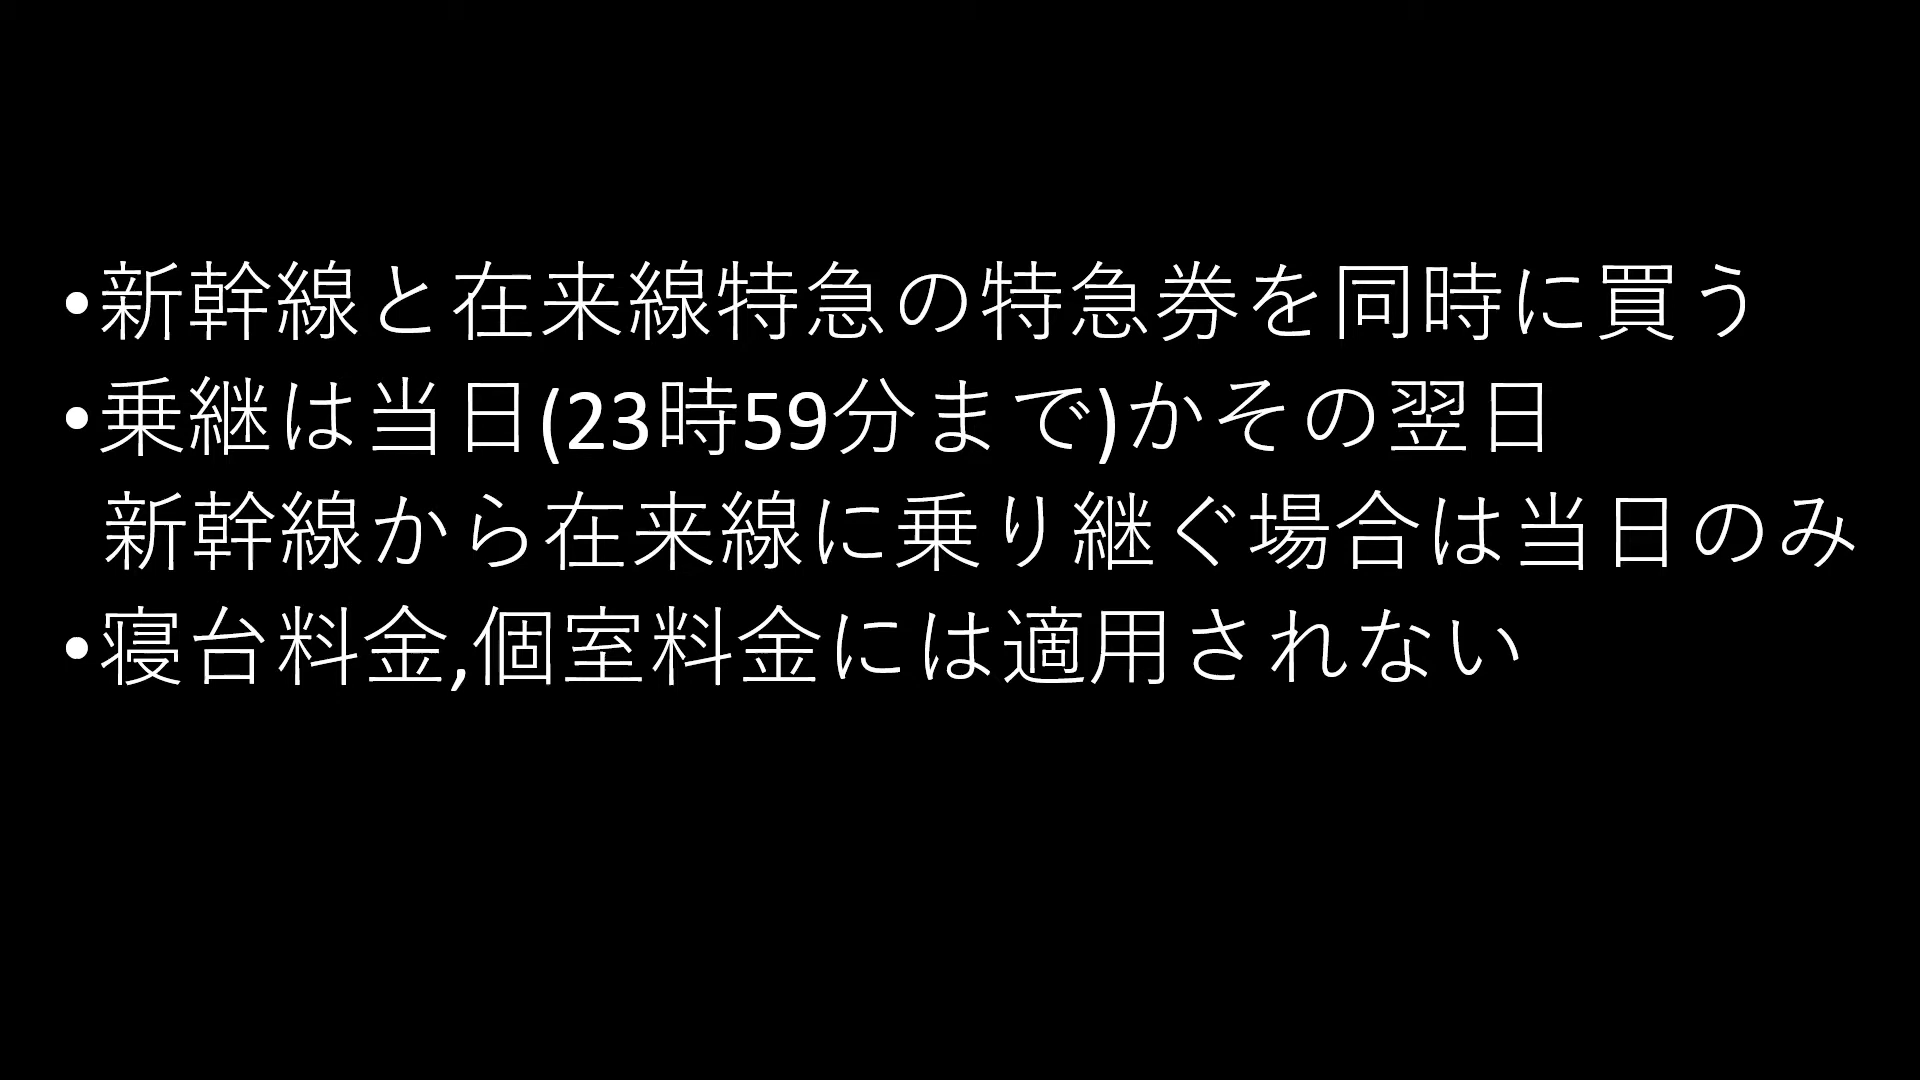 •新幹線と在来線特急の特急券を同時に買う
•乗継は当日(23時59分まで)かその翌日
新幹線から在来線に乗り継ぐ場合は当日のみ
•寝台料金,個室料金には適用されない